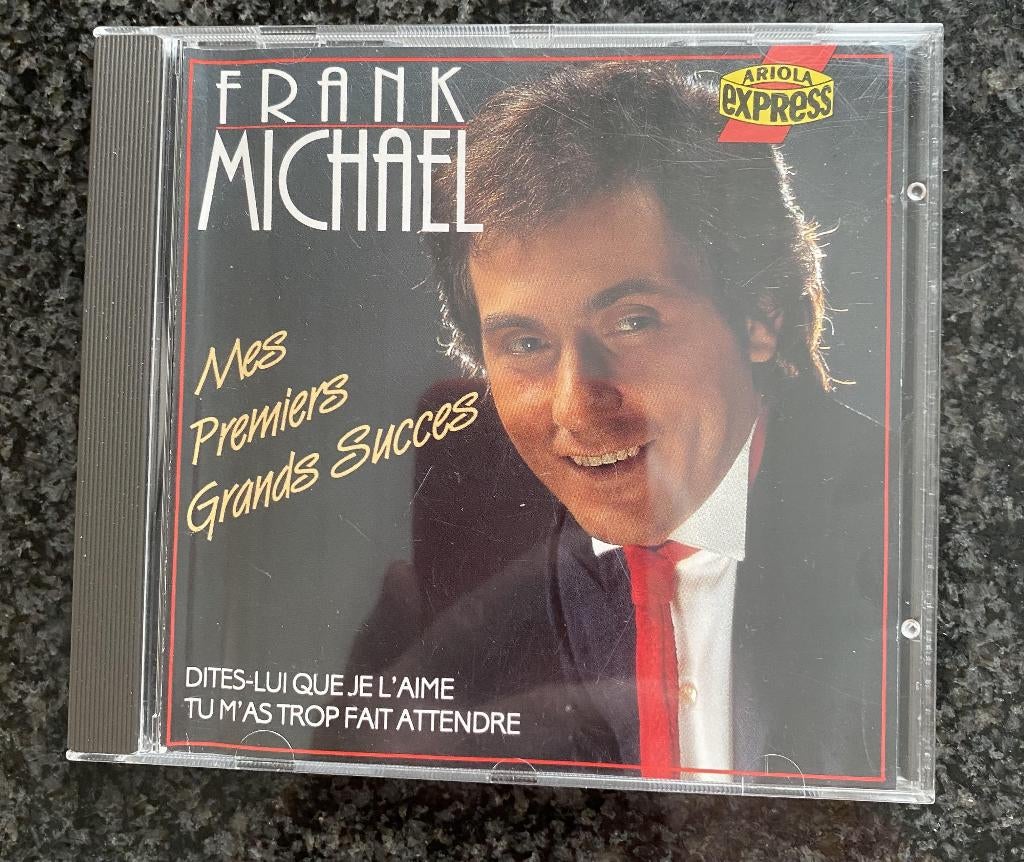 FRANK
MICHAEL
ARIOLA
EXPRESS
Mes
Premiers
Grands Succes
DITES-LUI QUE JE L'AIME
TU M'AS TROP FAIT ATTENDRE